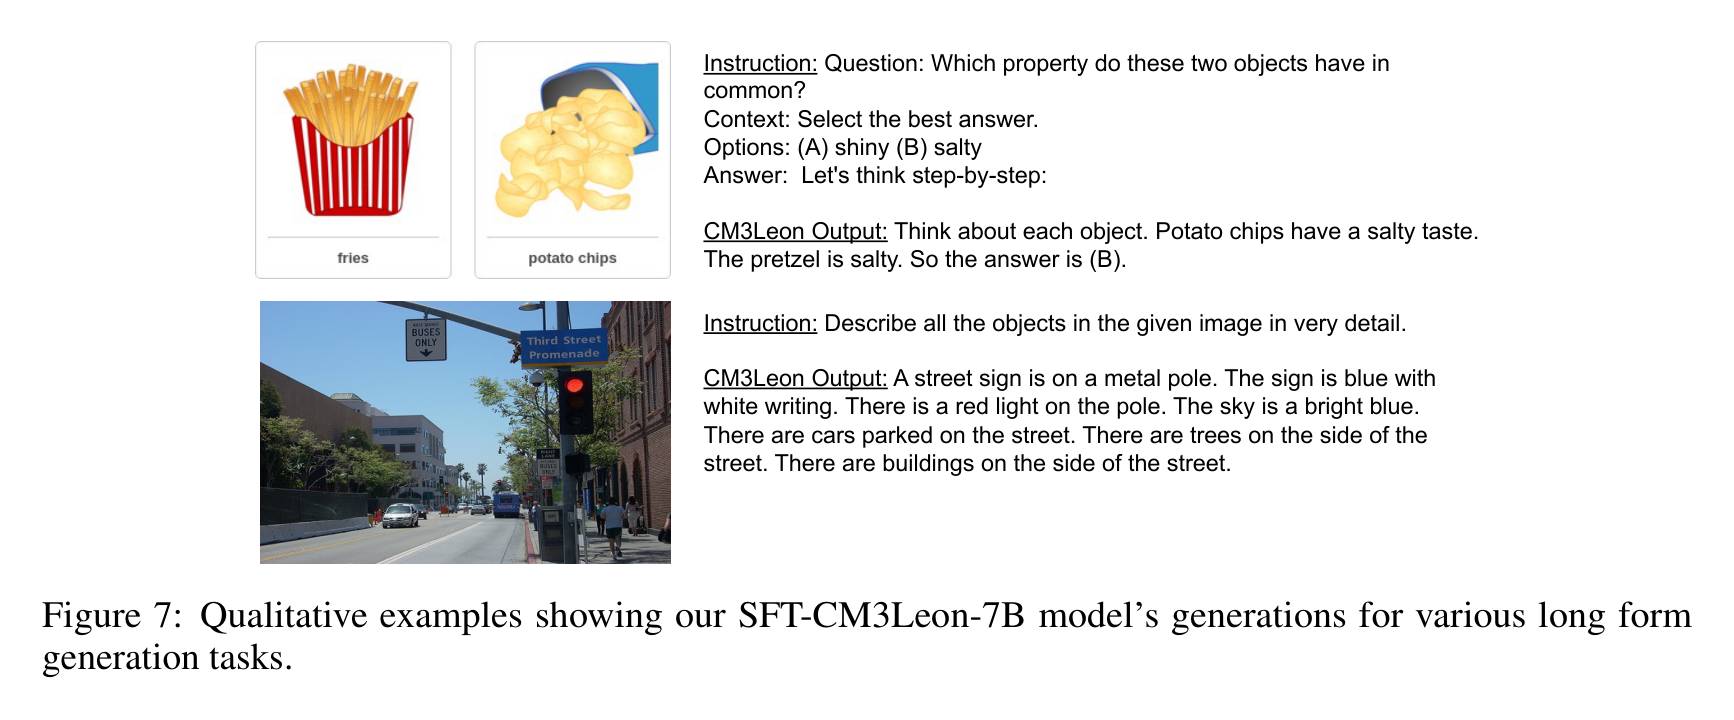 fries
potato chips
Instruction: Question: Which property do these two objects have in
common?
Context: Select the best answer.
Options: (A) shiny (B) salty
Answer:  Let's think step-by-step:
CM3Leon Output: Think about each object. Potato chips have a salty taste.
The pretzel is salty. So the answer is (B).
BUSES
ONLY
Third Street
Promenade
RIGHT
LANE
BUSES
ONLY
Instruction: Describe all the objects in the given image in very detail.
CM3Leon Output: A street sign is on a metal pole. The sign is blue with
white writing. There is a red light on the pole. The sky is a bright blue.
There are cars parked on the street. There are trees on the side of the
street. There are buildings on the side of the street.
Figure 7: Qualitative examples showing our SFT-CM3Leon-7B model’s generations for various long form
generation tasks.